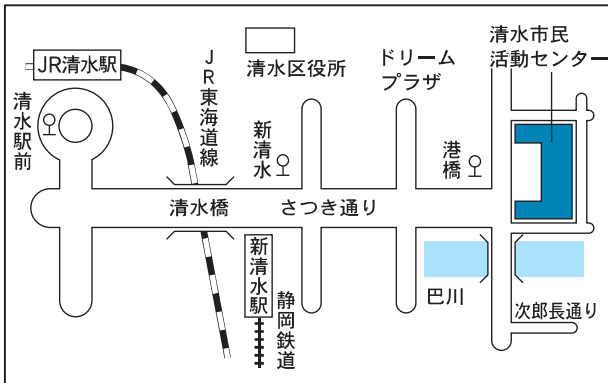 清水市民
活動センター
JR清水駅
清水区役所
ドリーム
プラザ
JR東海道線
清水駅前
新清水
港橋
清水橋
さつき通り
新清水駅
静岡鉄道
巴川
次郎長通り